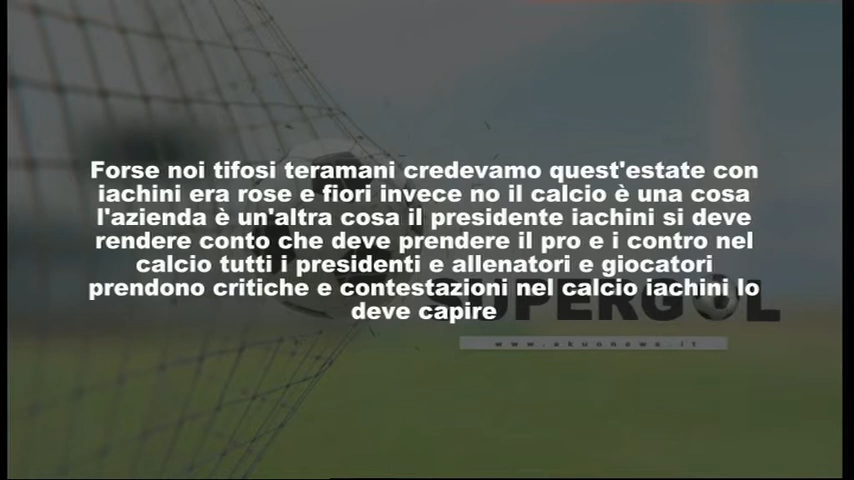 Forse noi tifosi teramani credevamo quest'estate con
iachini era rose e fiori invece no il calcio è una cosa
l'azienda è un'altra cosa il presidente iachini si deve
rendere conto che deve prendere il pro e i contro nel
calcio tutti i presidenti e allenatori e giocatori
prendono critiche e contestazioni nel calcio iachini lo
deve capire
SUPERGOL
www.ekuonews.it